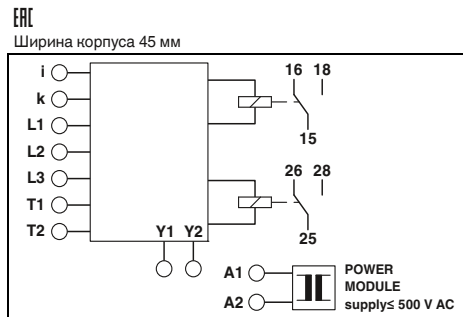 EAC
Ширина корпуса 45 мм
i
k
L1
L2
L3
T1
T2
Y1 Y2
16 18
15
26 28
25
A1
A2
POWER
MODULE
supply≤ 500 V AC